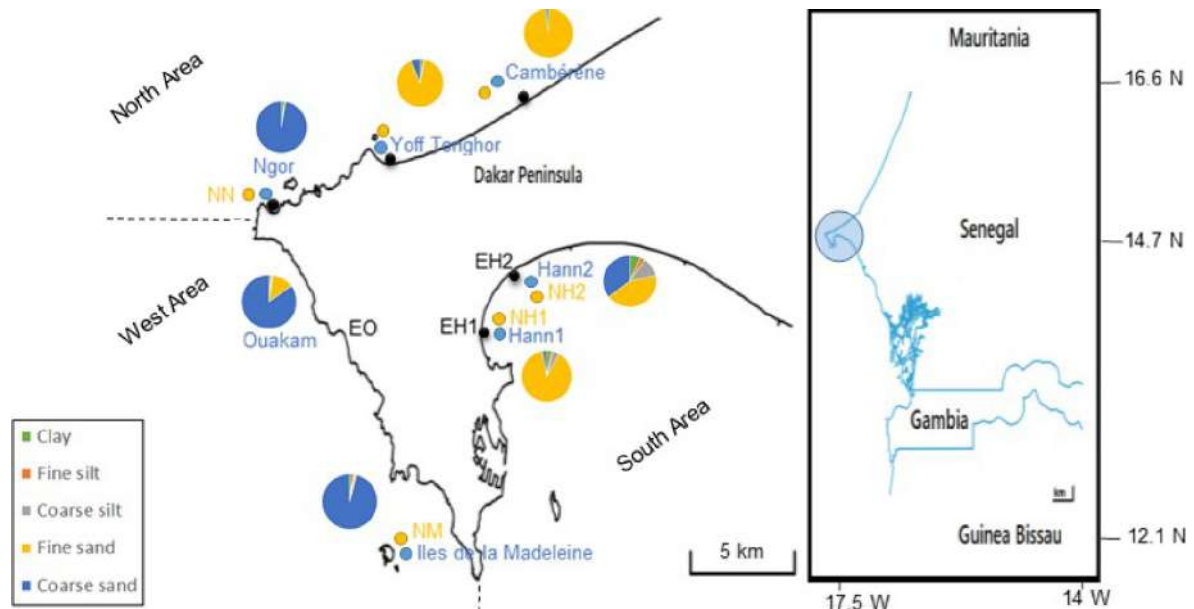 North Area
Cambérène
Yoff Tonghor
Ngor
NN
Dakar Peninsula
West Area
Ouakam
EO
EH2
Hann2
NH2
NH1
EH1
Hann1
South Area
NM
Iles de la Madeleine
5 km
Clay
Fine silt
Coarse silt
Fine sand
Coarse sand
Mauritania
16.6 N
14.7 N
Senegal
Gambia
km
Guinea Bissau
12.1 N
17.5 W
14 W